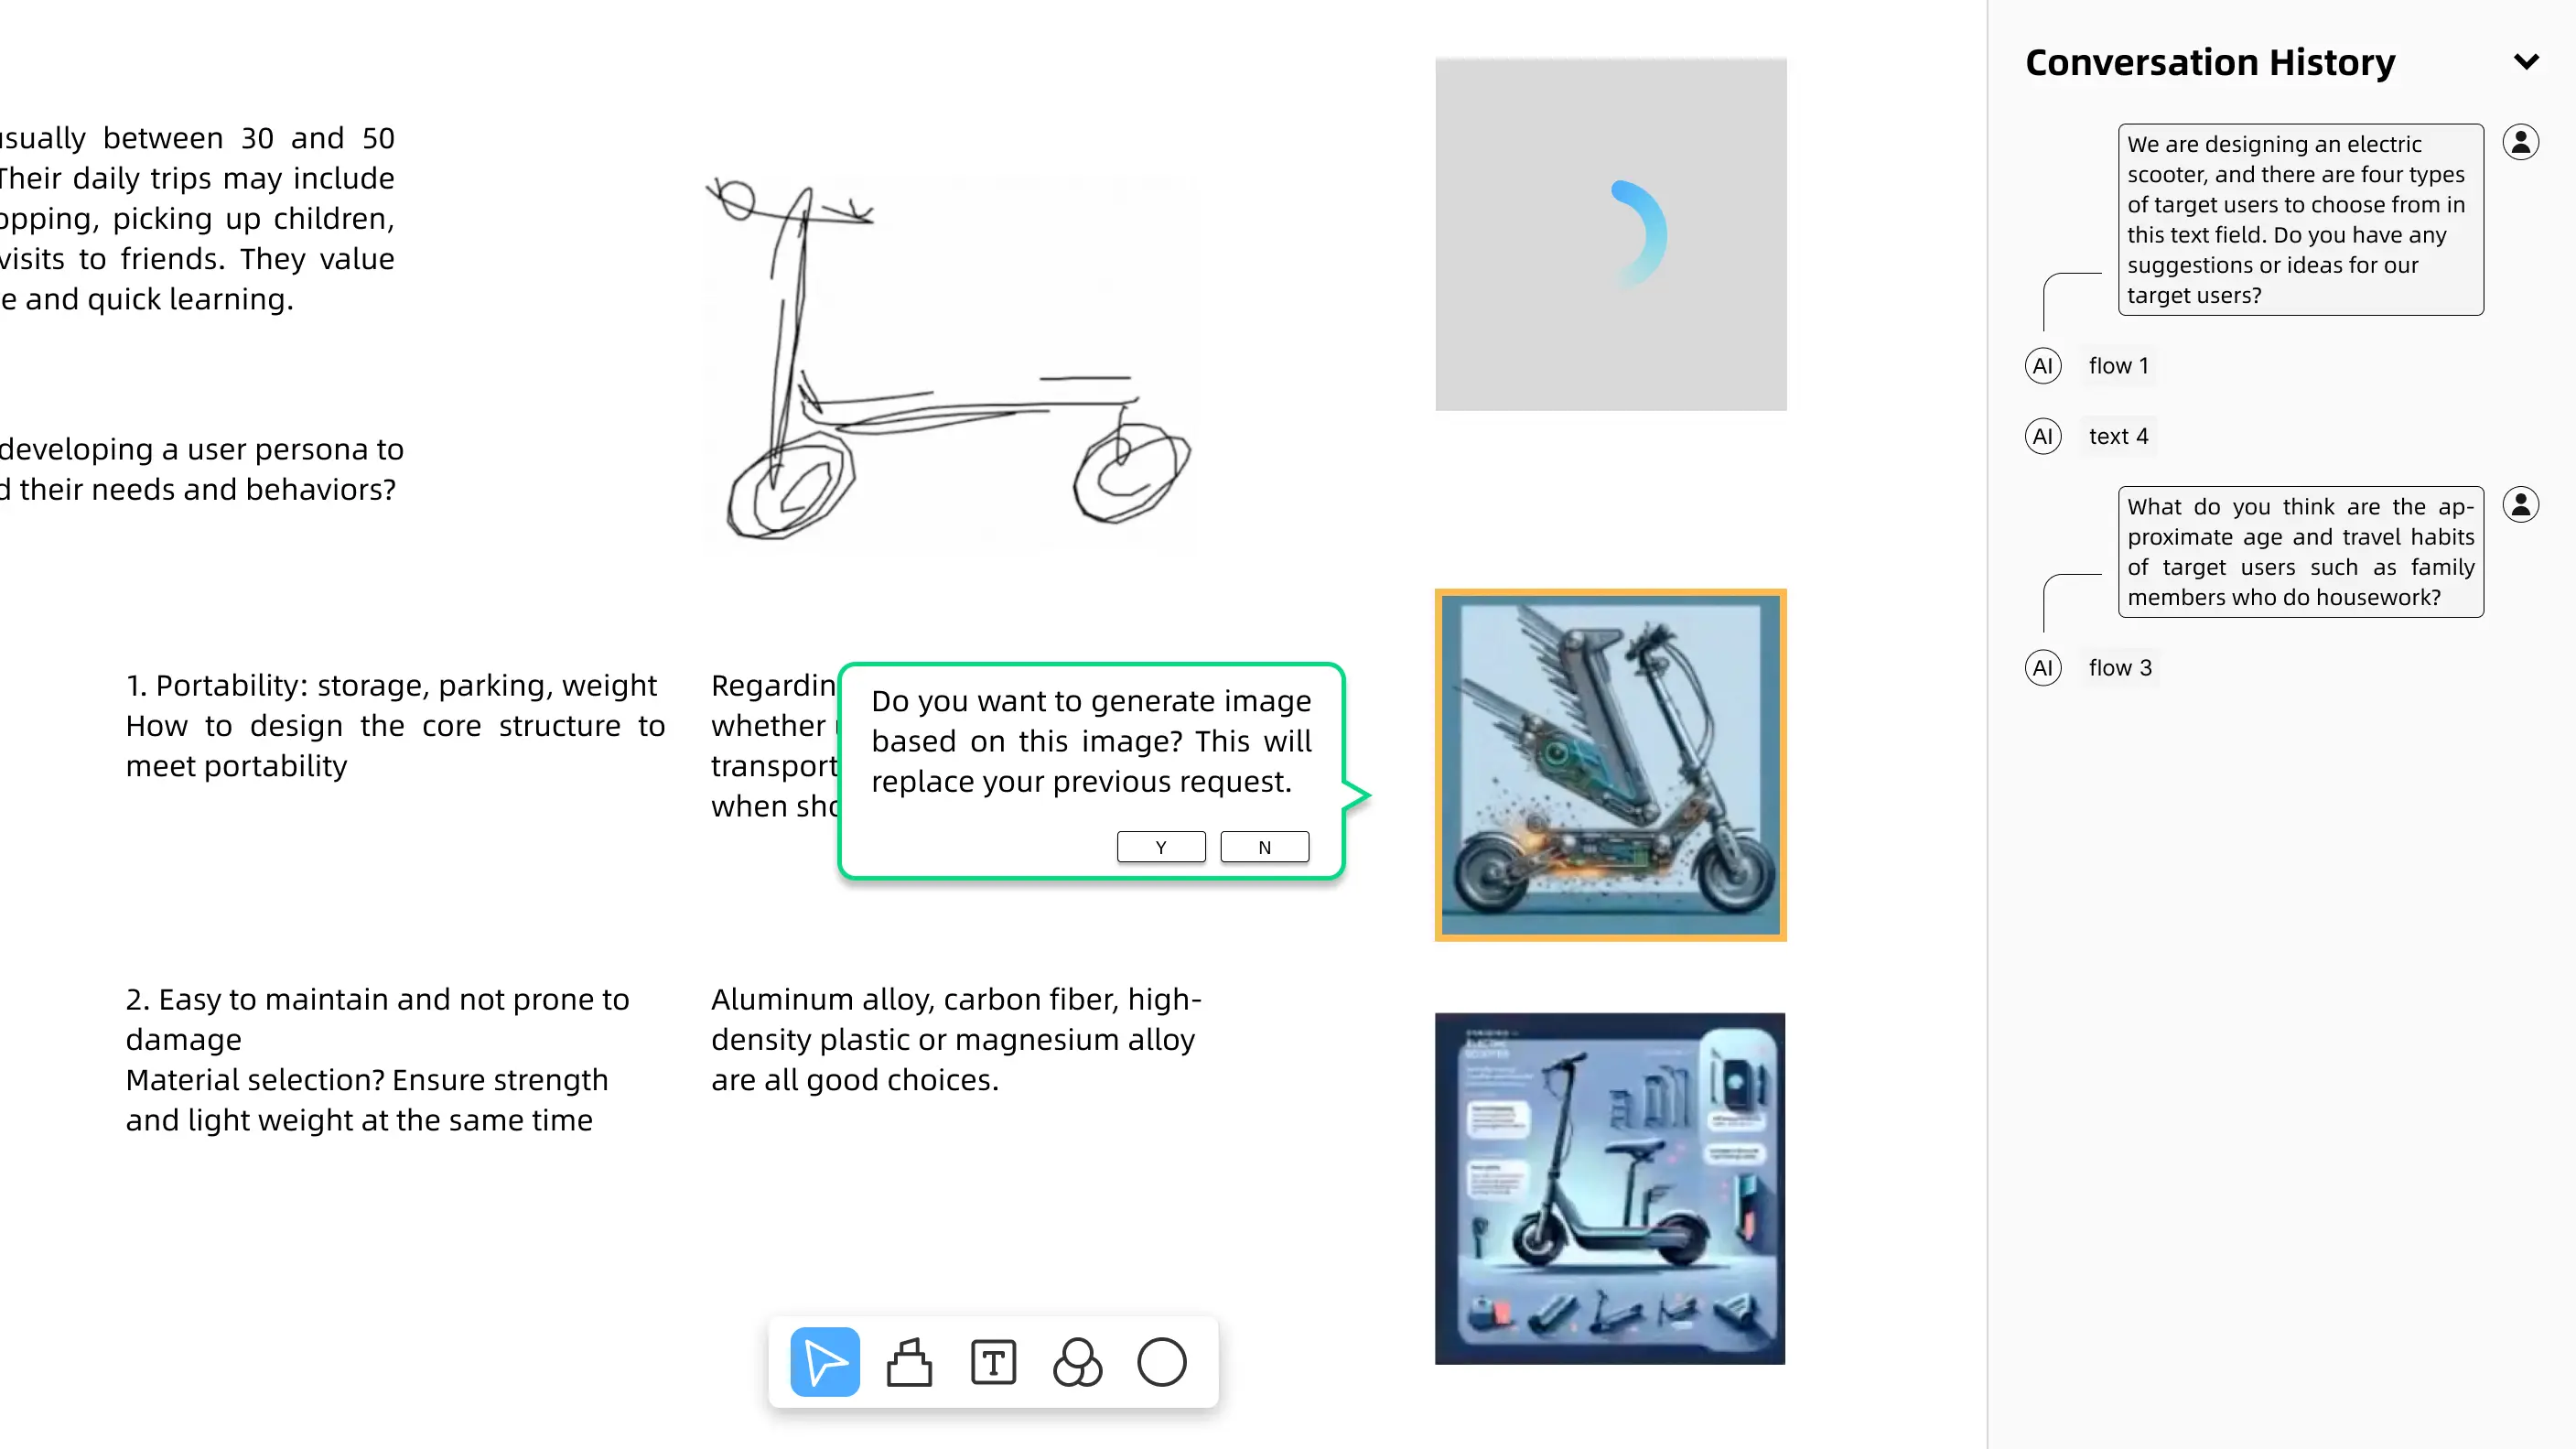 usually between 30 and 50
Their daily trips may include
opping, picking up children,
visits to friends. They value
e and quick learning.
developing a user persona to
d their needs and behaviors?
1. Portability: storage, parking, weight
How to design the core structure to
meet portability
Regardin
whether
transport
when sho
Do you want to generate image
based on this image? This will
replace your previous request.
Y
N
2. Easy to maintain and not prone to
damage
Material selection? Ensure strength
and light weight at the same time
Aluminum alloy, carbon fiber, high-
density plastic or magnesium alloy
are all good choices.
T
Conversation History
We are designing an electric
scooter, and there are four types
of target users to choose from in
this text field. Do you have any
suggestions or ideas for our
target users?
AI flow 1
AI text 4
What do you think are the ap-
proximate age and travel habits
of target users such as family
members who do housework?
AI flow 3